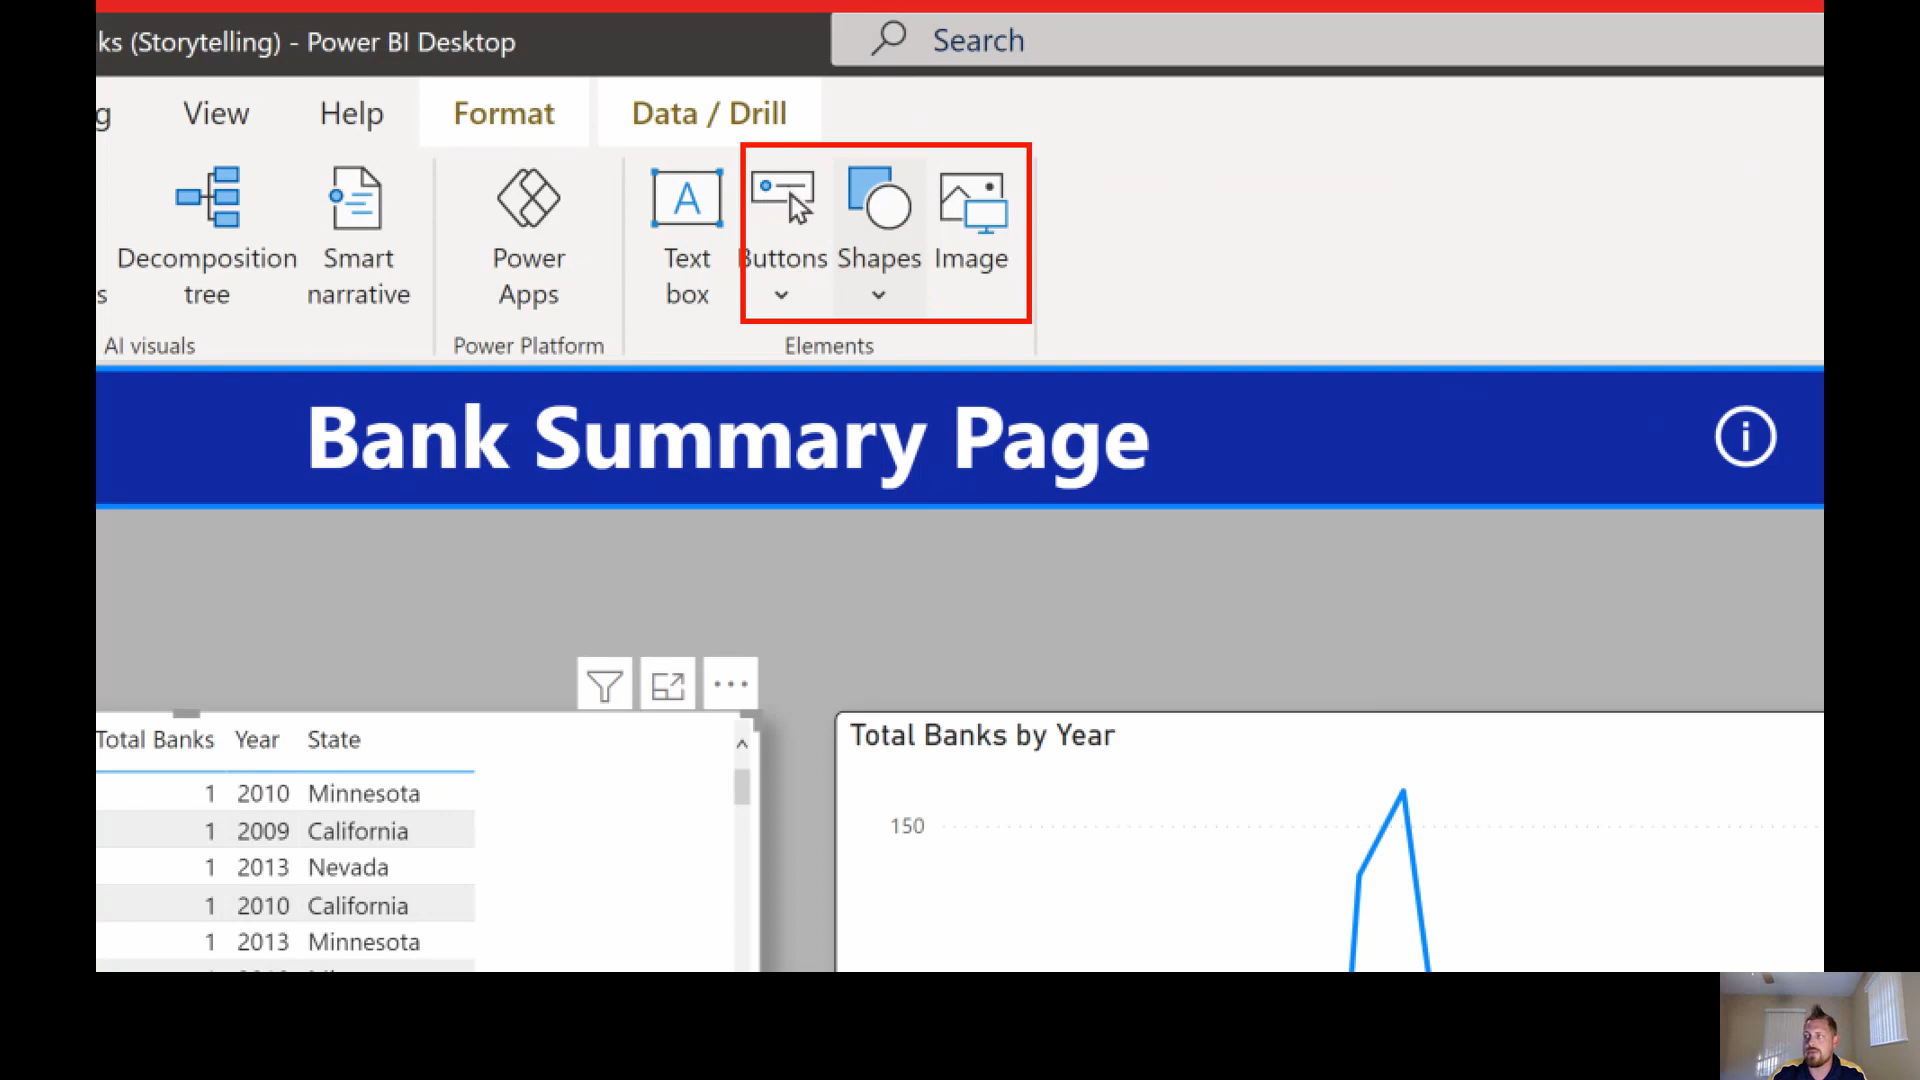 ks (Storytelling) - Power BI Desktop
Search
g View Help Format Data / Drill
Decomposition tree
Smart narrative
Power Apps
Text box
Buttons
Shapes
Image
s
AI visuals
Power Platform
Elements
Bank Summary Page
Total Banks Year State
1 2010 Minnesota
1 2009 California
1 2013 Nevada
1 2010 California
1 2013 Minnesota
Total Banks by Year
150